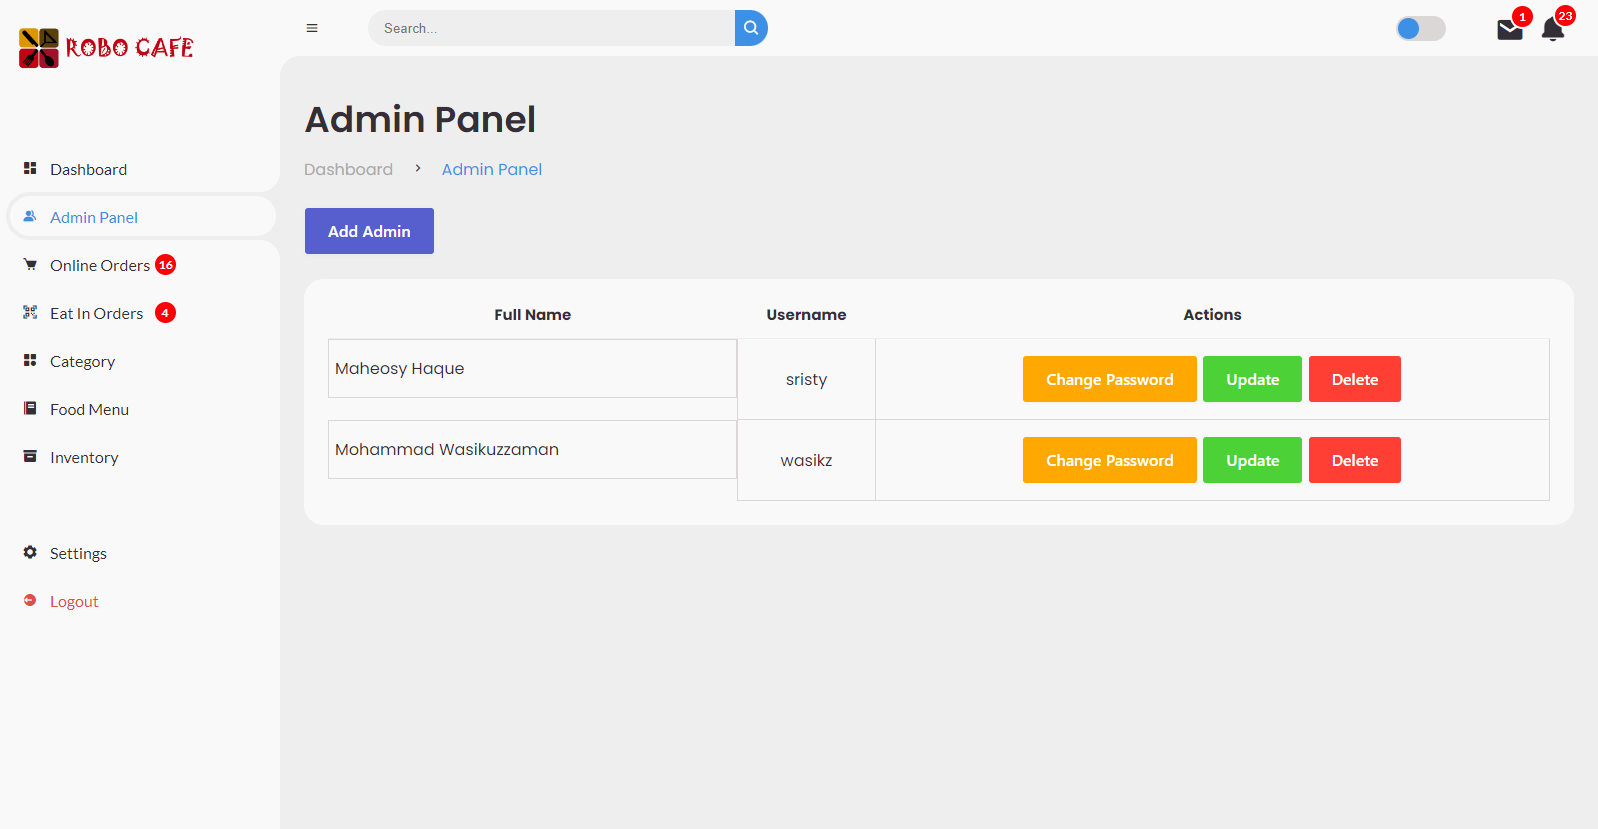 ROBO CAFE
Search...
1
23
Admin Panel
Dashboard > Admin Panel
Dashboard
Admin Panel
Online Orders 16
Eat In Orders 4
Category
Food Menu
Inventory
Settings
Logout
Add Admin
Full Name Username Actions
Maheosy Haque sristy Change Password Update Delete
Mohammad Wasikuzzaman wasikz Change Password Update Delete